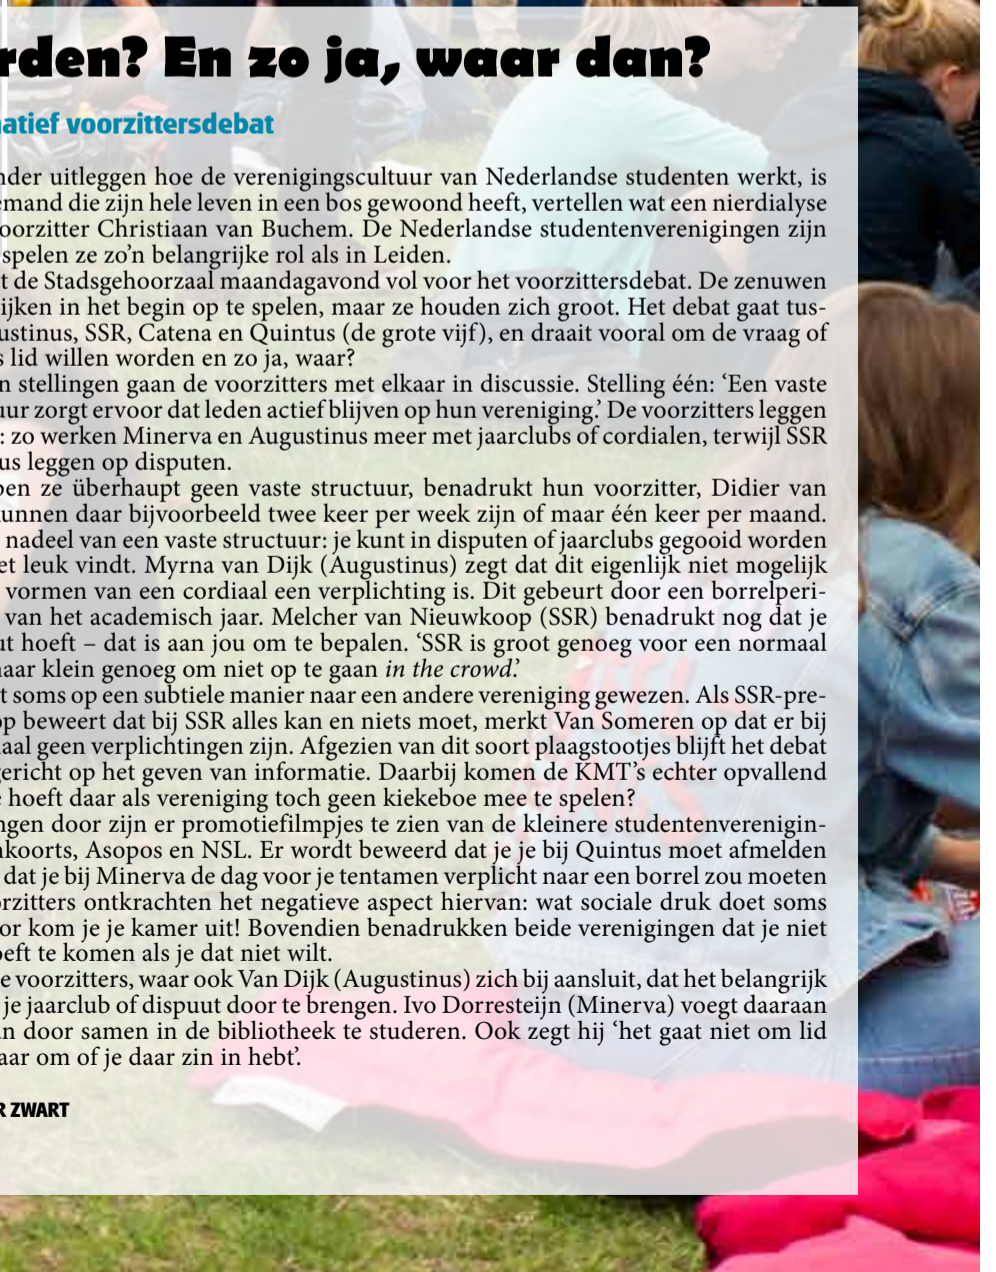 rden? En zo ja, waar dan?
atief voorzittersdebat
nder uitleggen hoe de verenigingscultuur van Nederlandse studenten werkt, is
emand die zijn hele leven in een bos gewoond heeft, vertellen wat een nierdialyse
oorzitter Christiaan van Buchem. De Nederlandse studentenverenigingen zijn
spelen ze zo’n belangrijke rol als in Leiden.
t de Stadsgehoorzaal maandagavond vol voor het voorzittersdebat. De zenuwen
ijken in het begin op te spelen, maar ze houden zich groot. Het debat gaat tus-
ustinus, SSR, Catena en Quintus (de grote vijf), en draait vooral om de vraag of
s lid willen worden en zo ja, waar?
n stellingen gaan de voorzitters met elkaar in discussie. Stelling één: ‘Een vaste
uur zorgt ervoor dat leden actief blijven op hun vereniging.’ De voorzitters leggen
: zo werken Minerva en Augustinus meer met jaarclubs of cordialen, terwijl SSR
us leggen op disputen.
ben ze überhaupt geen vaste structuur, benadrukt hun voorzitter, Didier van
kunnen daar bijvoorbeeld twee keer per week zijn of maar één keer per maand.
nadeel van een vaste structuur: je kunt in disputen of jaarclubs gegooid worden
et leuk vindt. Myrna van Dijk (Augustinus) zegt dat dit eigenlijk niet mogelijk
vormen van een cordiaal een verplichting is. Dit gebeurt door een borrelperi-
van het academisch jaar. Melcher van Nieuwkoop (SSR) benadrukt nog dat je
ut hoeft – dat is aan jou om te bepalen. ‘SSR is groot genoeg voor een normaal
naar klein genoeg om niet op te gaan in the crowd.’
t soms op een subtiele manier naar een andere vereniging gewezen. Als SSR-pre-
op beweert dat bij SSR alles kan en niets moet, merkt Van Someren op dat er bij
naal geen verplichtingen zijn. Afgezien van dit soort plaagstootjes blijft het debat
gericht op het geven van informatie. Daarbij komen de KMT’s echter opvallend
e hoeft daar als vereniging toch geen kiekeboe mee te spelen?
ngen door zijn er promotiefilmpjes te zien van de kleinere studentenverenigin-
nkoorts, Asopos en NSL. Er wordt beweerd dat je je bij Quintus moet afmelden
dat je bij Minerva de dag voor je tentamen verplicht naar een borrel zou moeten
orzitters ontkrachten het negatieve aspect hiervan: wat sociale druk doet soms
or kom je je kamer uit! Bovendien benadrukken beide verenigingen dat je niet
oeft te komen als je dat niet wilt.
e voorzitters, waar ook Van Dijk (Augustinus) zich bij aansluit, dat het belangrijk
je jaarclub of dispuut door te brengen. Ivo Dorresteijn (Minerva) voegt daaraan
n door samen in de bibliotheek te studeren. Ook zegt hij ‘het gaat niet om lid
aar om of je daar zin in hebt’.
R ZWART